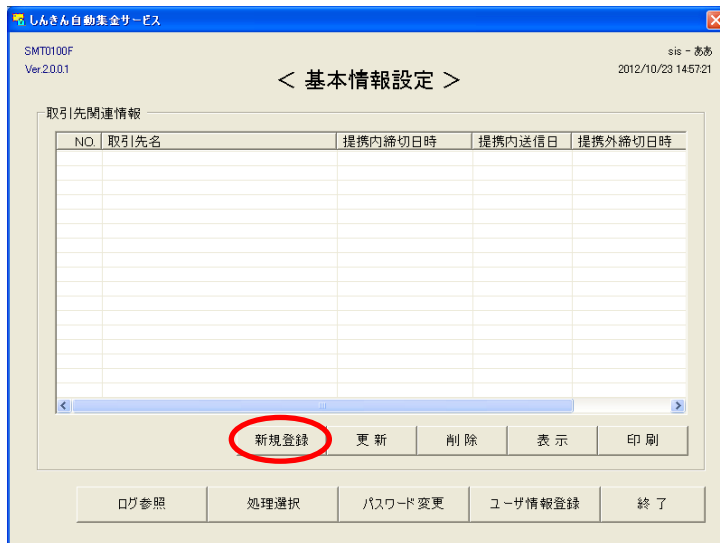 しんきん自動集金サービス
SMT0100F
sis - ああ
Ver.2.0.0.1
2012/10/23 14:57:21
＜ 基本情報設定 ＞
取引先関連情報
NO. 取引先名 提携内締切日時 提携内送信日 提携外締切日時
新規登録 更 新 削 除 表 示 印 刷
ログ参照 処理選択 パスワード変更 ユーザ情報登録 終 了